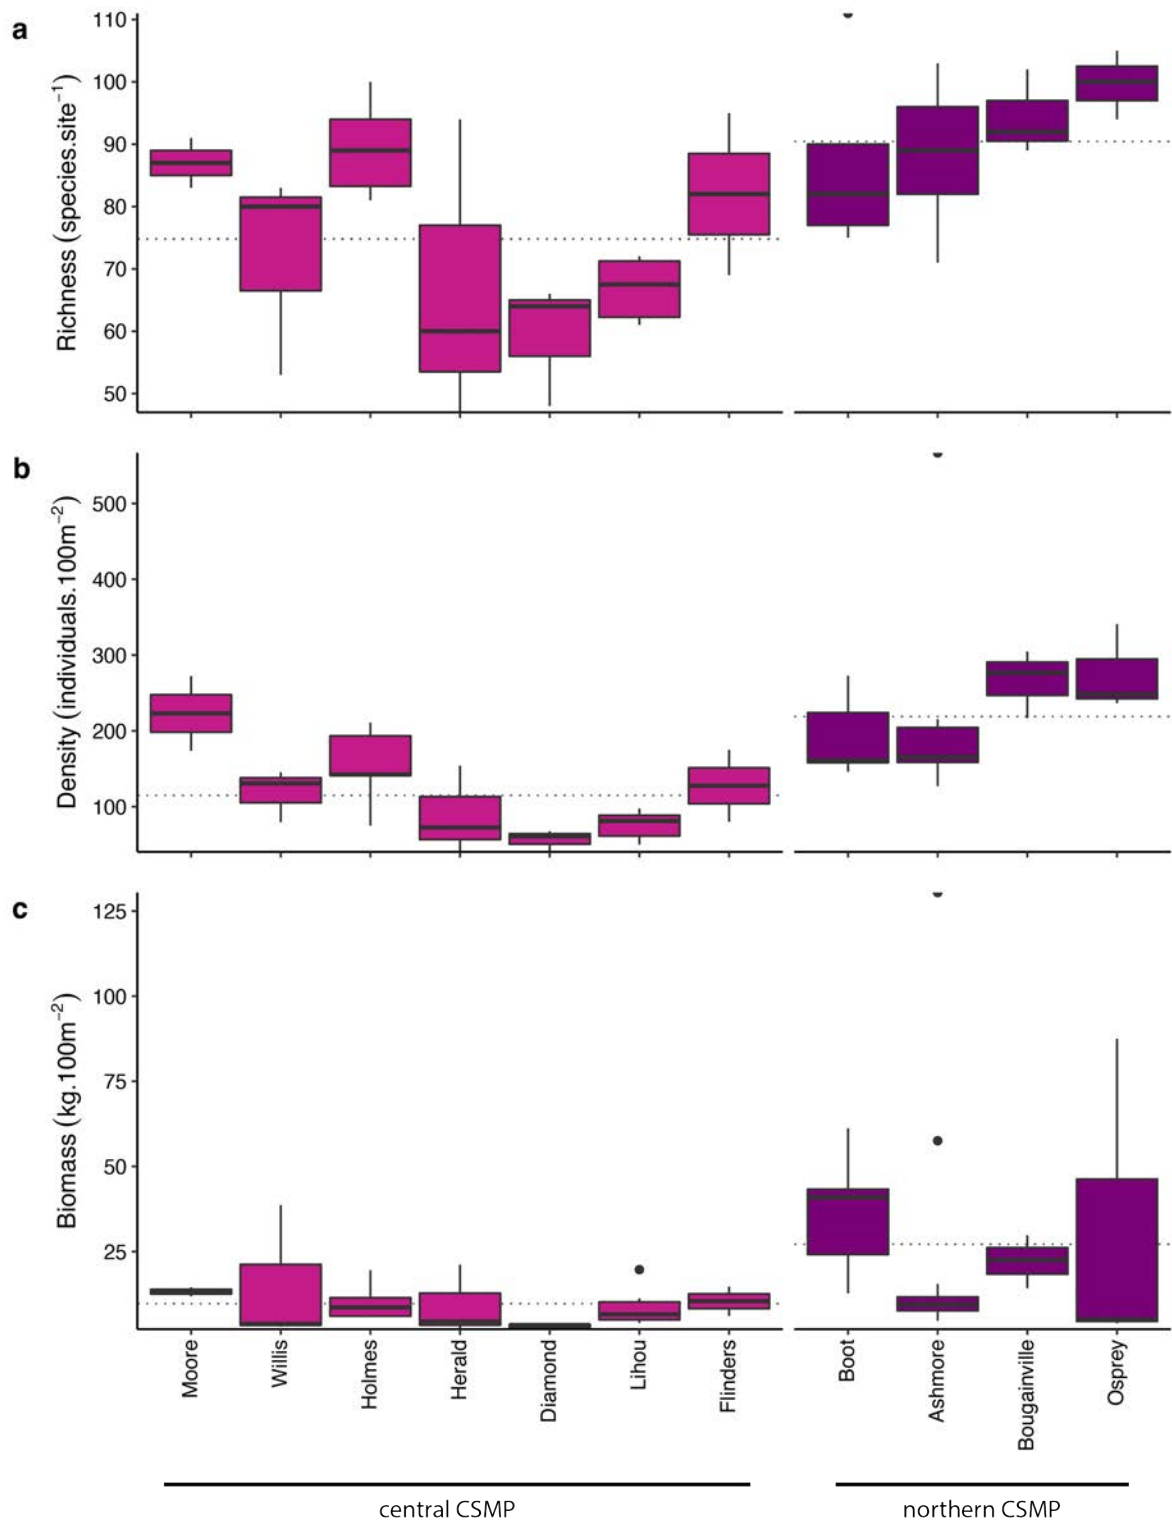 a
Richness (species.site⁻¹)
110
100
90
80
70
60
50
b
Density (individuals.100m⁻²)
500
400
300
200
100
c
Biomass (kg.100m⁻²)
125
100
75
50
25
Moore
Willis
Holmes
Herald
Diamond
Lihou
Flinders
Boot
Ashmore
Bougainville
Osprey
central CSMP
northern CSMP